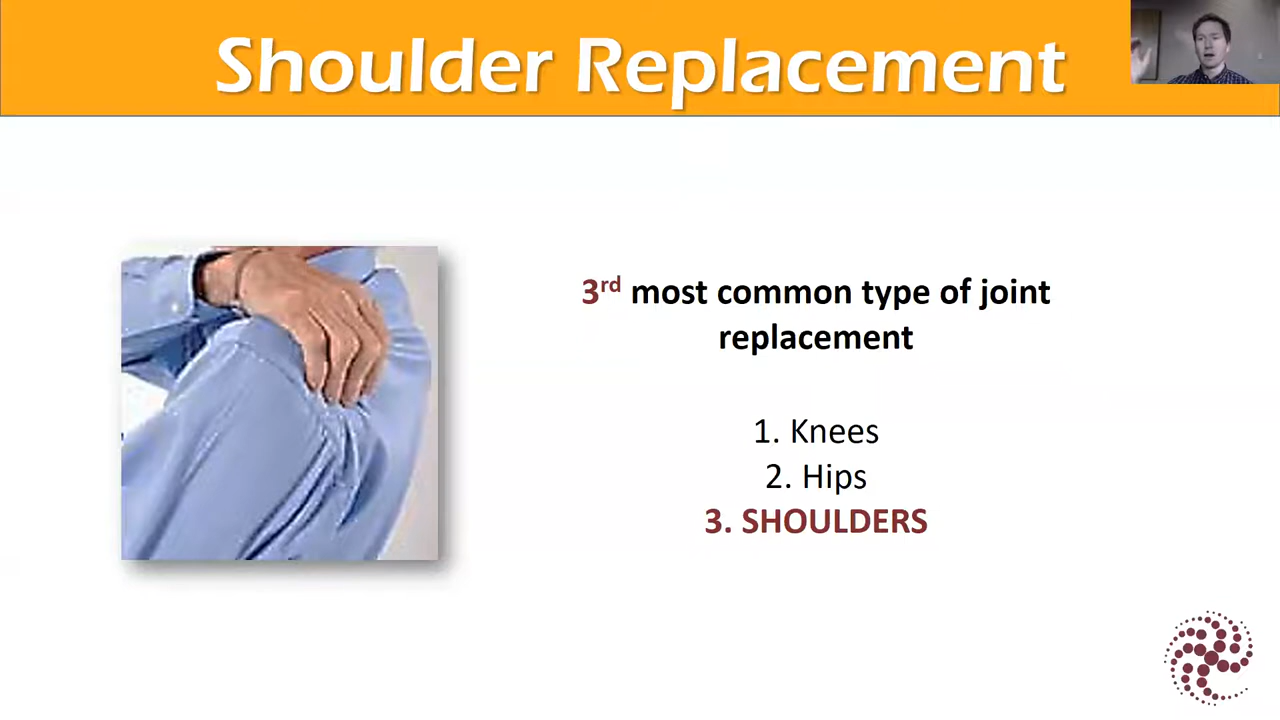 Shoulder Replacement
3rd most common type of joint
replacement
1. Knees
2. Hips
3. SHOULDERS